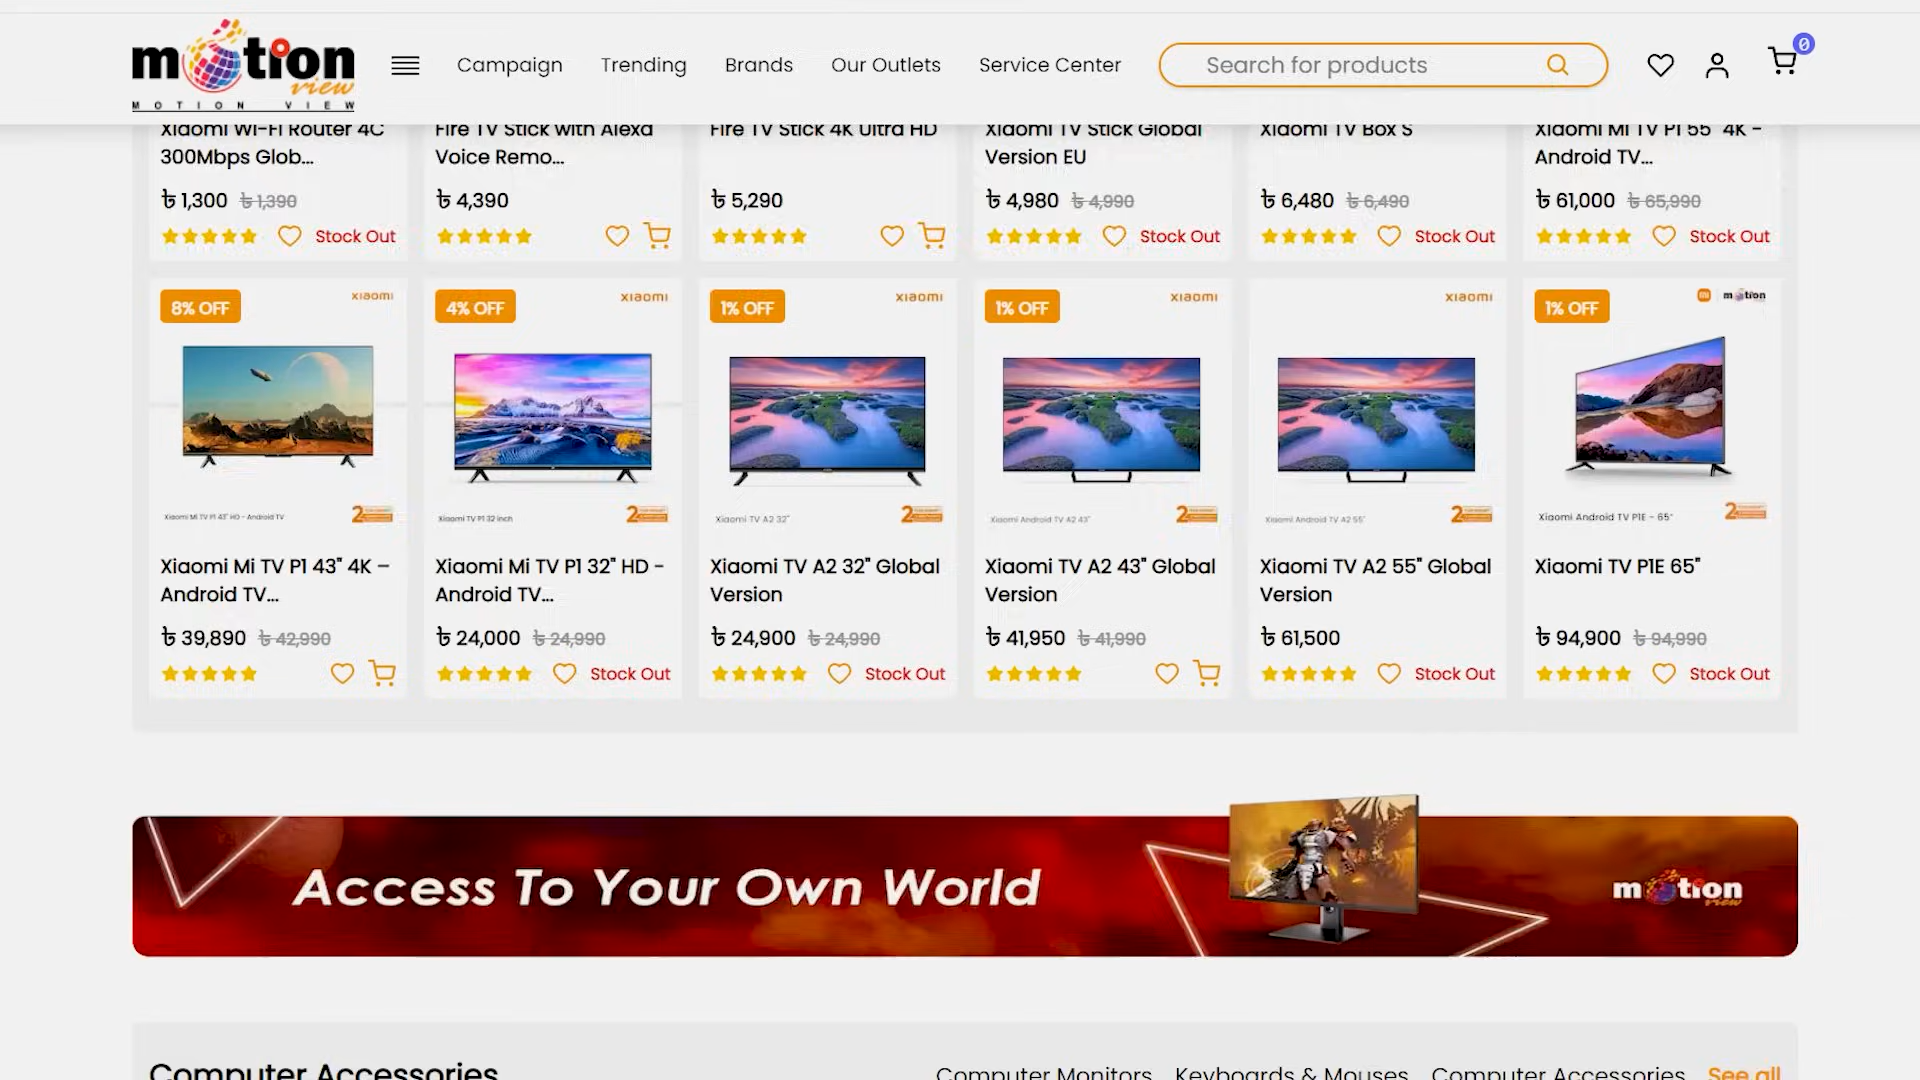 motion
view
MOTION VIEW
Campaign
Trending
Brands
Our Outlets
Service Center
Search for products
0
Xiaomi Wi-Fi Router 4C
300Mbps Glob...
৳ 1,300 ৳ 1,390
Stock Out
Fire TV Stick with Alexa
Voice Remo...
৳ 4,390
Fire TV Stick 4K Ultra HD
৳ 5,290
Xiaomi TV Stick Global
Version EU
৳ 4,980 ৳ 4,990
Stock Out
Xiaomi TV Box S
৳ 6,480 ৳ 6,490
Stock Out
Xiaomi Mi TV P1 55" 4K –
Android TV...
৳ 61,000 ৳ 65,990
Stock Out
8% OFF
xiaomi
Xiaomi Mi TV P1 43" HD - Android TV
2
Xiaomi Mi TV P1 43" 4K –
Android TV...
৳ 39,890 ৳ 42,990
4% OFF
xiaomi
Xiaomi TV P1 32 inch
2
Xiaomi Mi TV P1 32" HD -
Android TV...
৳ 24,000 ৳ 24,990
Stock Out
1% OFF
xiaomi
Xiaomi TV A2 32"
2
Xiaomi TV A2 32" Global
Version
৳ 24,900 ৳ 24,990
Stock Out
1% OFF
xiaomi
Xiaomi Android TV A2 43"
2
Xiaomi TV A2 43" Global
Version
৳ 41,950 ৳ 41,990
xiaomi
Xiaomi Android TV A2 55"
2
Xiaomi TV A2 55" Global
Version
৳ 61,500
Stock Out
1% OFF
mi motion
Xiaomi Android TV P1E - 65"
2
Xiaomi TV P1E 65"
৳ 94,900 ৳ 94,990
Stock Out
Access To Your Own World
motion
view
Computer Accessories
Computer Monitors
Keyboards & Mouses
Computer Accessories
See all